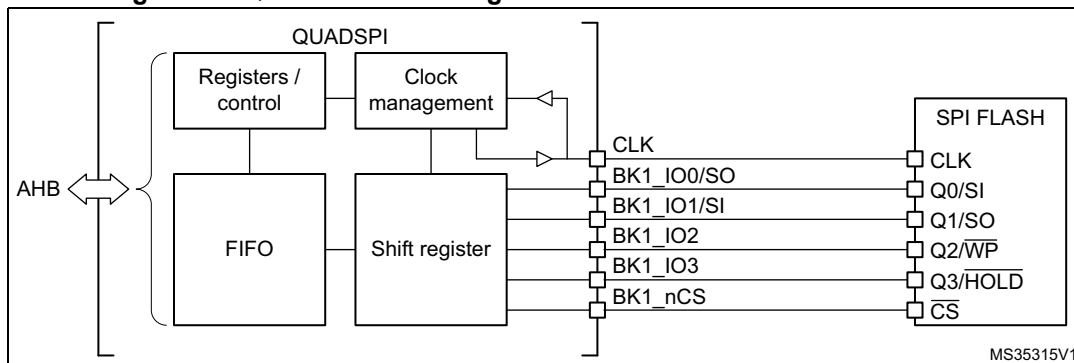 QUADSPI
Registers /
control
Clock
management
AHB
FIFO
Shift register
CLK
BK1_IO0/SO
BK1_IO1/SI
BK1_IO2
BK1_IO3
BK1_nCS
SPI FLASH
CLK
Q0/SI
Q1/SO
Q2/WP
Q3/HOLD
CS
MS35315V1